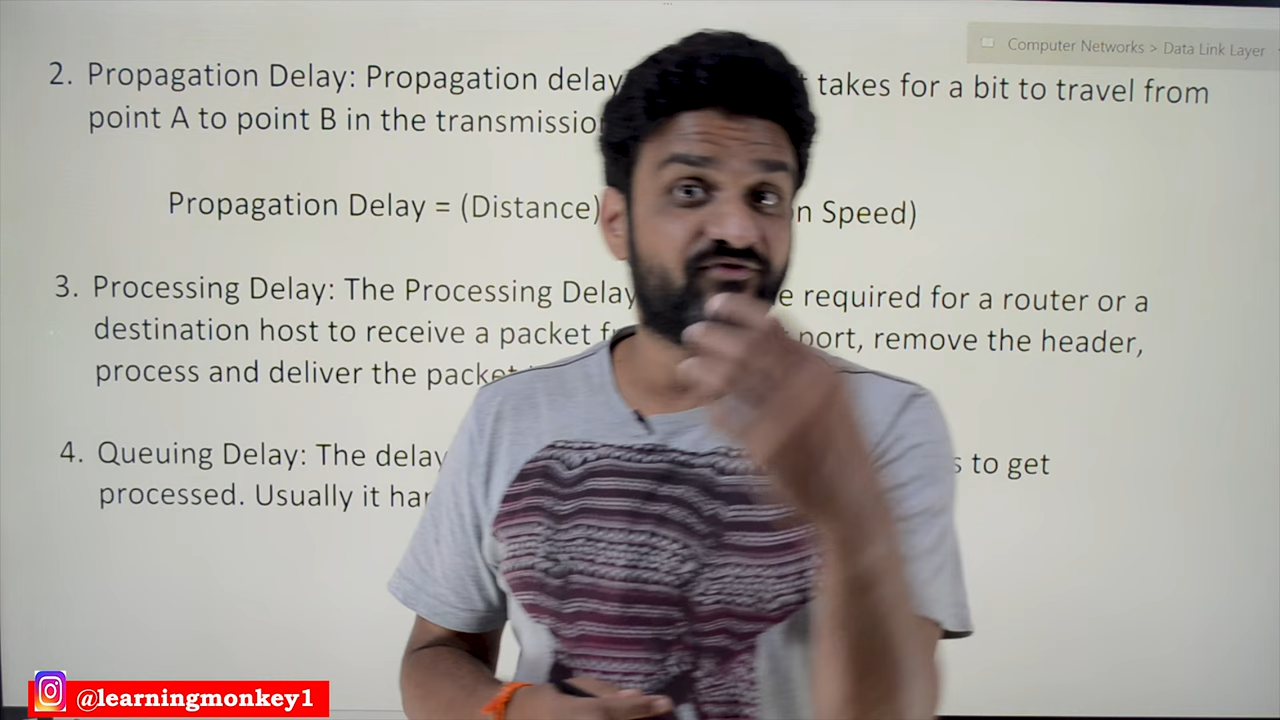 Computer Networks > Data Link Layer
2. Propagation Delay: Propagation delay takes for a bit to travel from
point A to point B in the
Propagation Delay = (Distance) Speed)
3. Processing Delay: The Processing Delay required for a router or a
destination host to receive a packet port, remove the header,
process and deliver the packet
4. Queuing Delay: The delay to get
processed. Usually it
@learningmonkey1